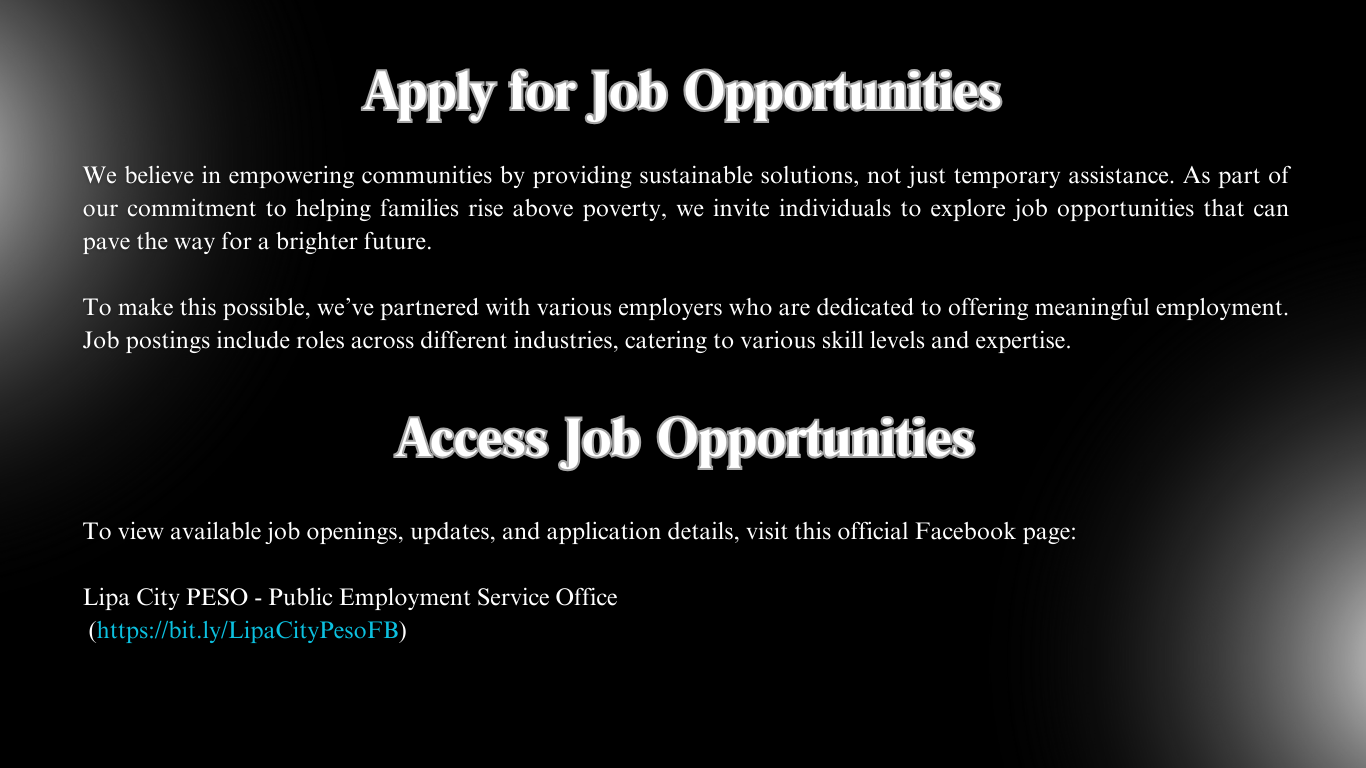 Apply for Job Opportunities
We believe in empowering communities by providing sustainable solutions, not just temporary assistance. As part of
our commitment to helping families rise above poverty, we invite individuals to explore job opportunities that can
pave the way for a brighter future.
To make this possible, we’ve partnered with various employers who are dedicated to offering meaningful employment.
Job postings include roles across different industries, catering to various skill levels and expertise.
Access Job Opportunities
To view available job openings, updates, and application details, visit this official Facebook page:
Lipa City PESO - Public Employment Service Office
(https://bit.ly/LipaCityPesoFB)